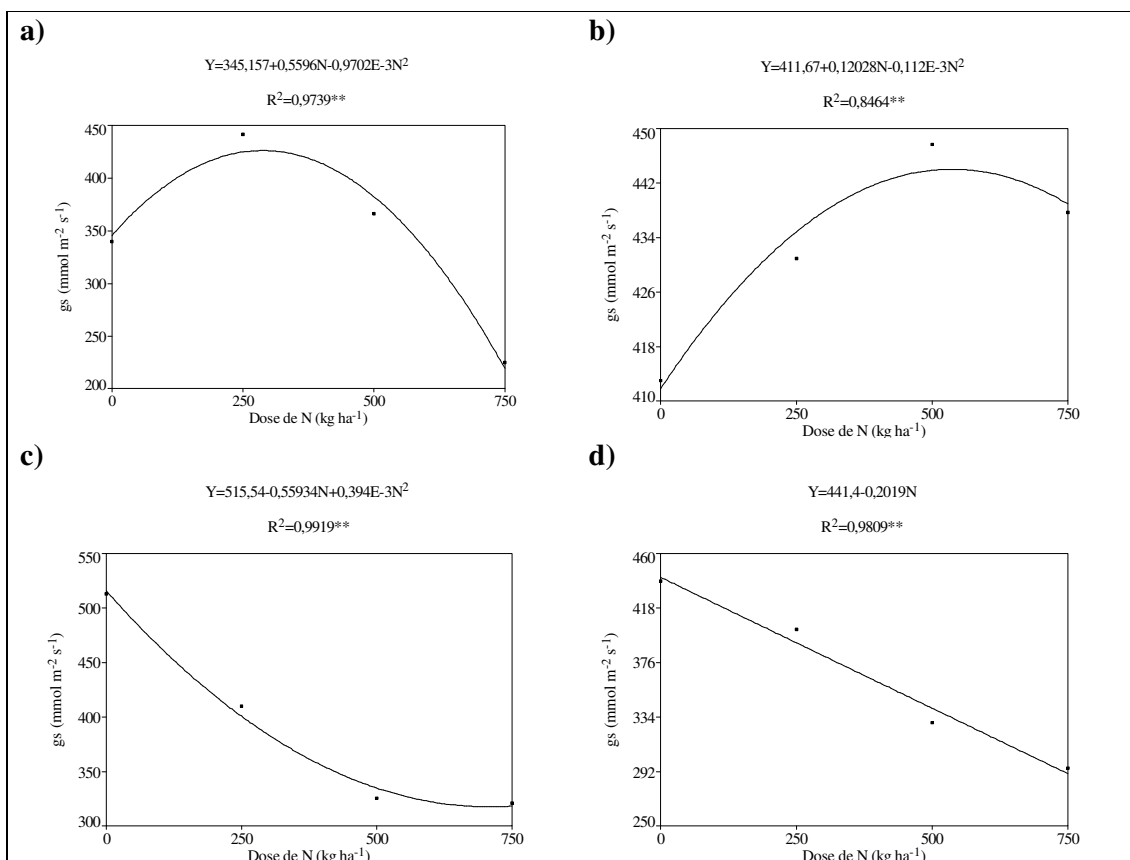 a)
Y=345,157+0,5596N-0,9702E-3N²
R²=0,9739**
450
400
350
300
250
200
gs (mmol m⁻² s⁻¹)
0 250 500 750
Dose de N (kg ha⁻¹)
b)
Y=411,67+0,12028N-0,112E-3N²
R²=0,8464**
450
442
434
426
418
410
gs (mmol m⁻² s⁻¹)
0 250 500 750
Dose de N (kg ha⁻¹)
c)
Y=515,54-0,55934N+0,394E-3N²
R²=0,9919**
550
500
450
400
350
300
gs (mmol m⁻² s⁻¹)
0 250 500 750
Dose de N (kg ha⁻¹)
d)
Y=441,4-0,2019N
R²=0,9809**
460
418
376
334
292
250
gs (mmol m⁻² s⁻¹)
0 250 500 750
Dose de N (kg ha⁻¹)